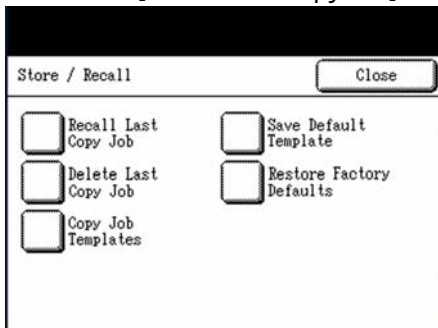 Store / Recall
Close
Recall Last
Copy Job
Save Default
Template
Delete Last
Copy Job
Restore Factory
Defaults
Copy Job
Templates